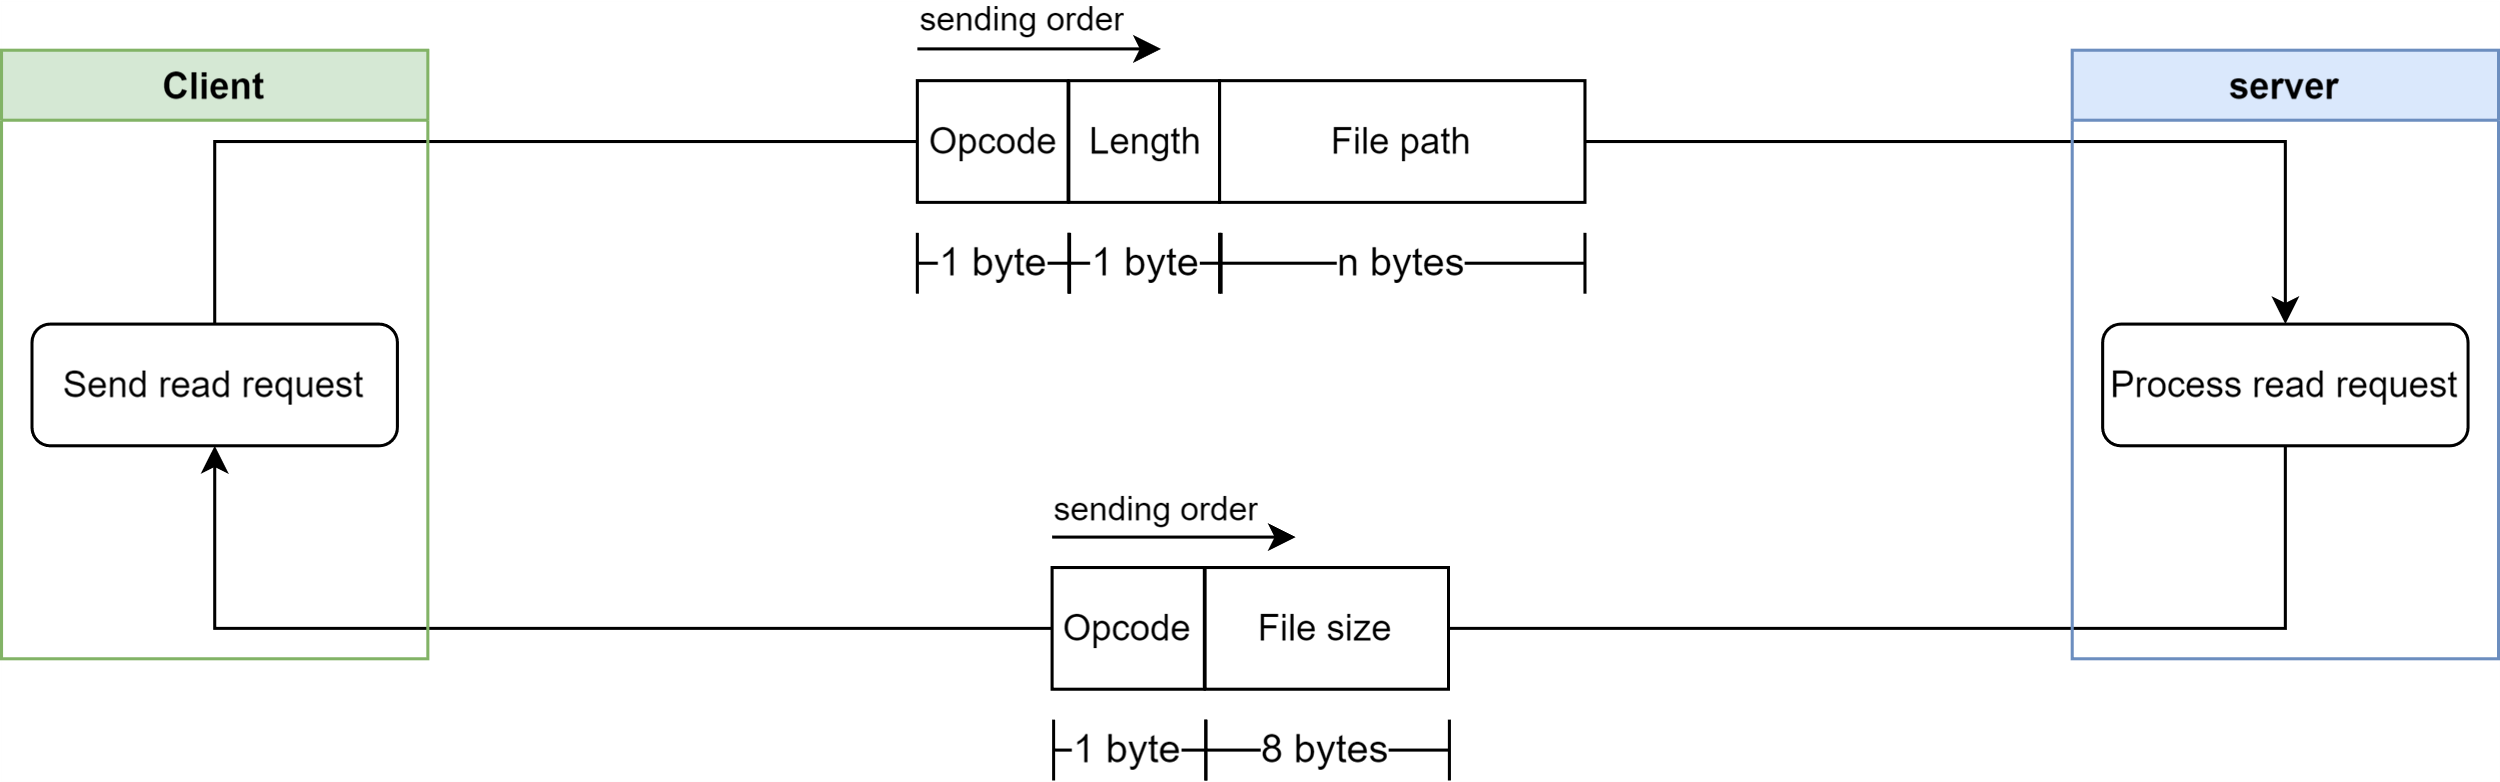 sending order
Client
server
Opcode
Length
File path
1 byte
1 byte
n bytes
Send read request
Process read request
sending order
Opcode
File size
1 byte
8 bytes